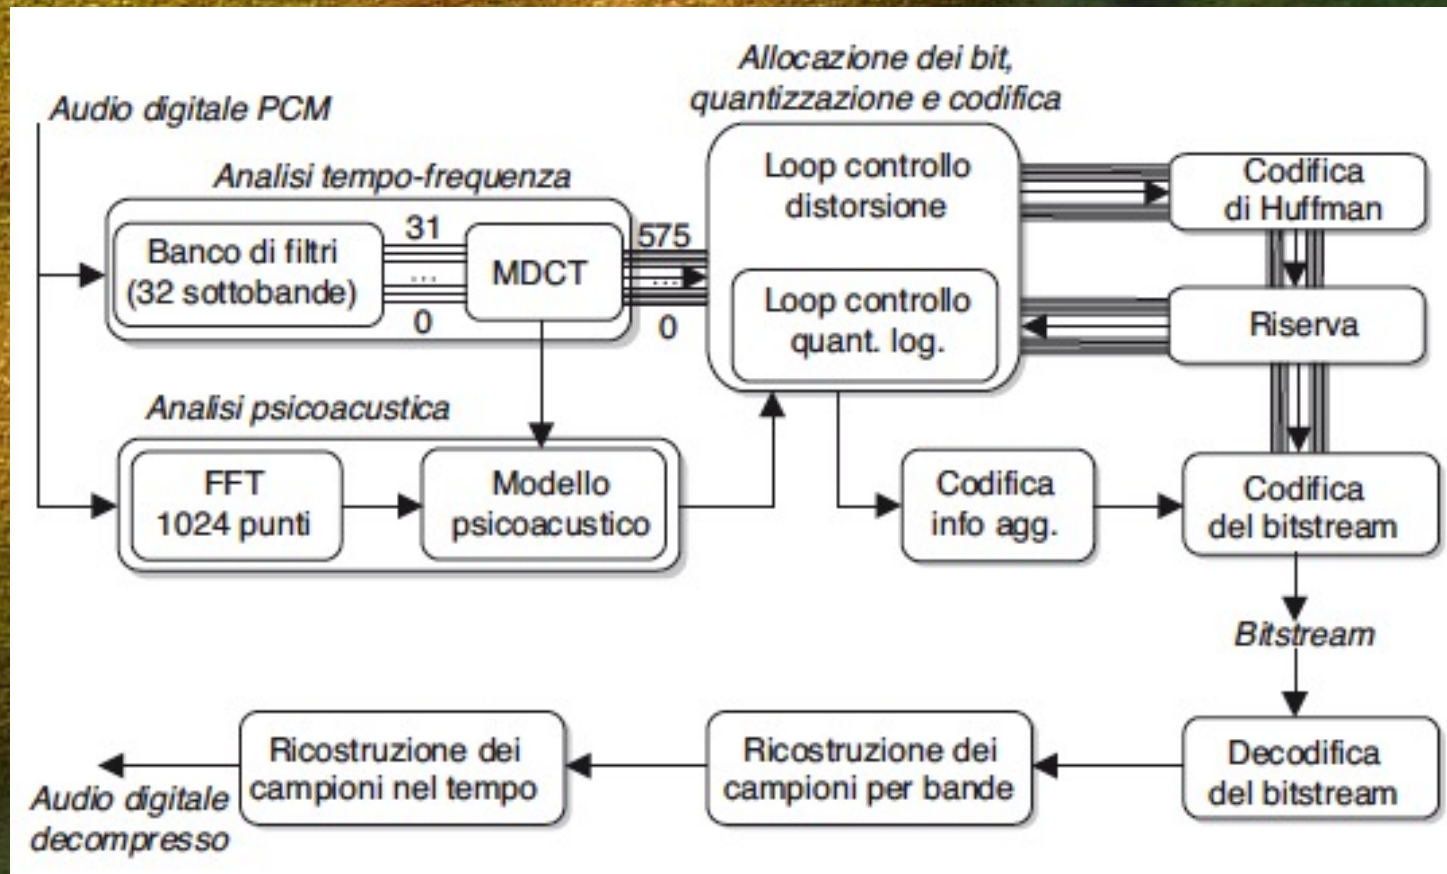 Allocazione dei bit,
quantizzazione e codifica
Audio digitale PCM
Analisi tempo-frequenza
Banco di filtri
(32 sottobande)
31
...
0
MDCT
575
...
0
Loop controllo
distorsione
Loop controllo
quant. log.
Codifica
di Huffman
Riserva
Analisi psicoacustica
FFT
1024 punti
Modello
psicoacustico
Codifica
info agg.
Codifica
del bitstream
Bitstream
Decodifica
del bitstream
Ricostruzione dei
campioni per bande
Ricostruzione dei
campioni nel tempo
Audio digitale
decompresso